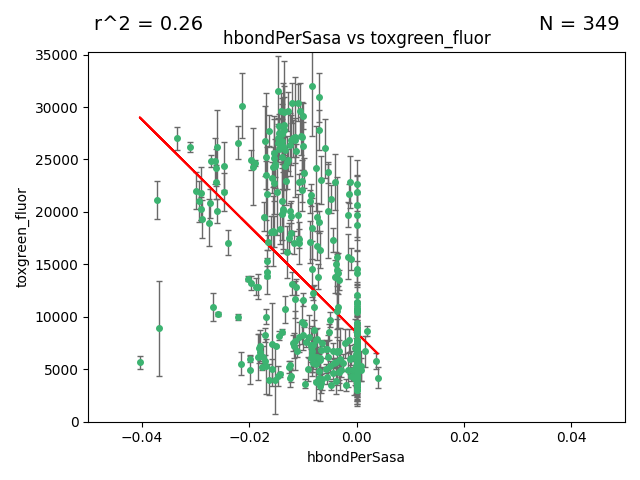 r^2 = 0.26
N = 349
hbondPerSasa vs toxgreen_fluor
35000
30000
25000
20000
15000
10000
5000
0
toxgreen_fluor
−0.04
−0.02
0.00
0.02
0.04
hbondPerSasa